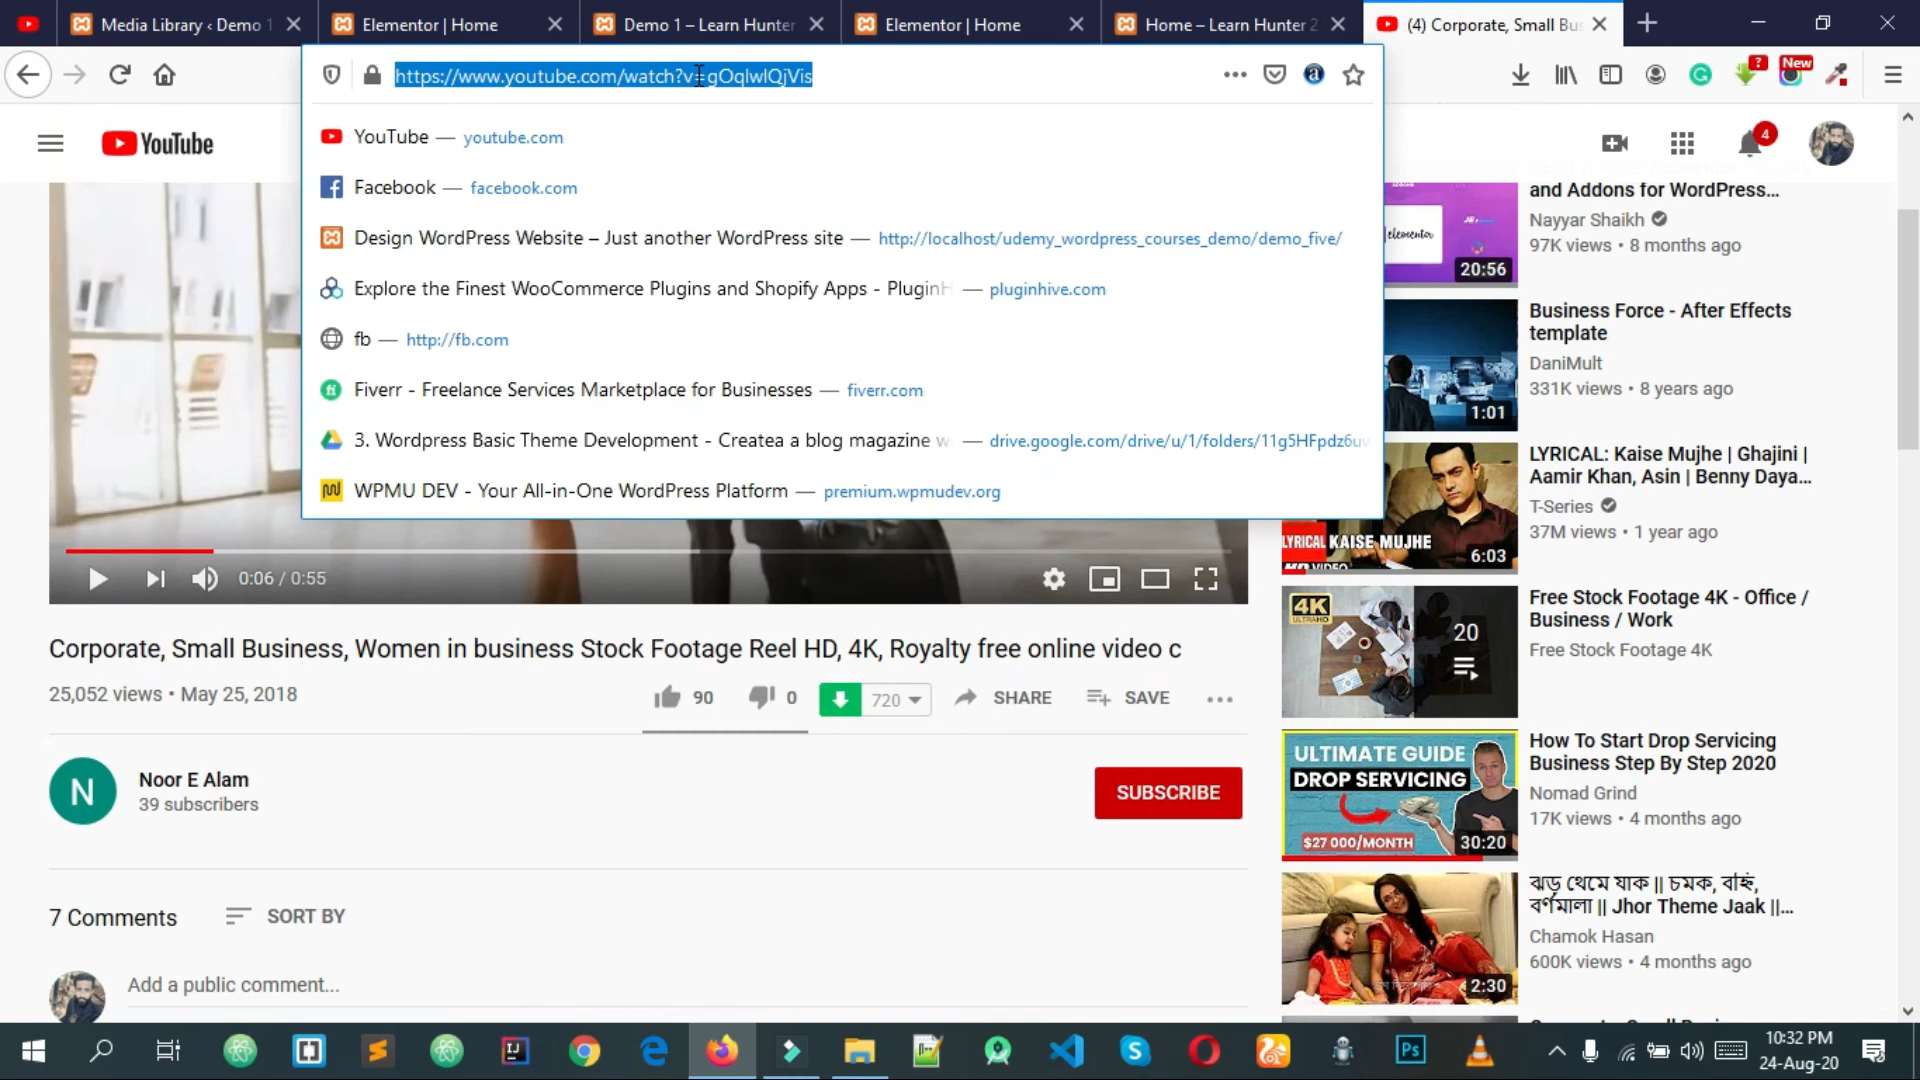 Media Library ‹ Demo 1
Elementor | Home
Demo 1 – Learn Hunter
Elementor | Home
Home – Learn Hunter 2
(4) Corporate, Small Bus
https://www.youtube.com/watch?v=gOqlwlQjVis
New
YouTube
YouTube — youtube.com
Facebook — facebook.com
Design WordPress Website – Just another WordPress site — http://localhost/udemy_wordpress_courses_demo/demo_five/
Explore the Finest WooCommerce Plugins and Shopify Apps - PluginH — pluginhive.com
fb — http://fb.com
Fiverr - Freelance Services Marketplace for Businesses — fiverr.com
3. Wordpress Basic Theme Development - Createa a blog magazine w — drive.google.com/drive/u/1/folders/11g5HFpdz6uv
WPMU DEV - Your All-in-One WordPress Platform — premium.wpmudev.org
4
0:06 / 0:55
Corporate, Small Business, Women in business Stock Footage Reel HD, 4K, Royalty free online video c
25,052 views • May 25, 2018
90
0
720
SHARE
SAVE
N
Noor E Alam
39 subscribers
SUBSCRIBE
7 Comments
SORT BY
Add a public comment...
elementor
20:56
and Addons for WordPress...
Nayyar Shaikh
97K views • 8 months ago
1:01
Business Force - After Effects
template
DaniMult
331K views • 8 years ago
LYRICAL KAISE MUJHE
HD VIDEO
6:03
LYRICAL: Kaise Mujhe | Ghajini |
Aamir Khan, Asin | Benny Daya...
T-Series
37M views • 1 year ago
4K
ULTRAHD
20
Free Stock Footage 4K - Office /
Business / Work
Free Stock Footage 4K
ULTIMATE GUIDE
DROP SERVICING
$27 000/MONTH
30:20
How To Start Drop Servicing
Business Step By Step 2020
Nomad Grind
17K views • 4 months ago
2:30
ঝড় থেমে যাক || চমক, বহ্নি,
বর্ণমালা || Jhor Theme Jaak ||...
Chamok Hasan
600K views • 4 months ago
10:32 PM
24-Aug-20